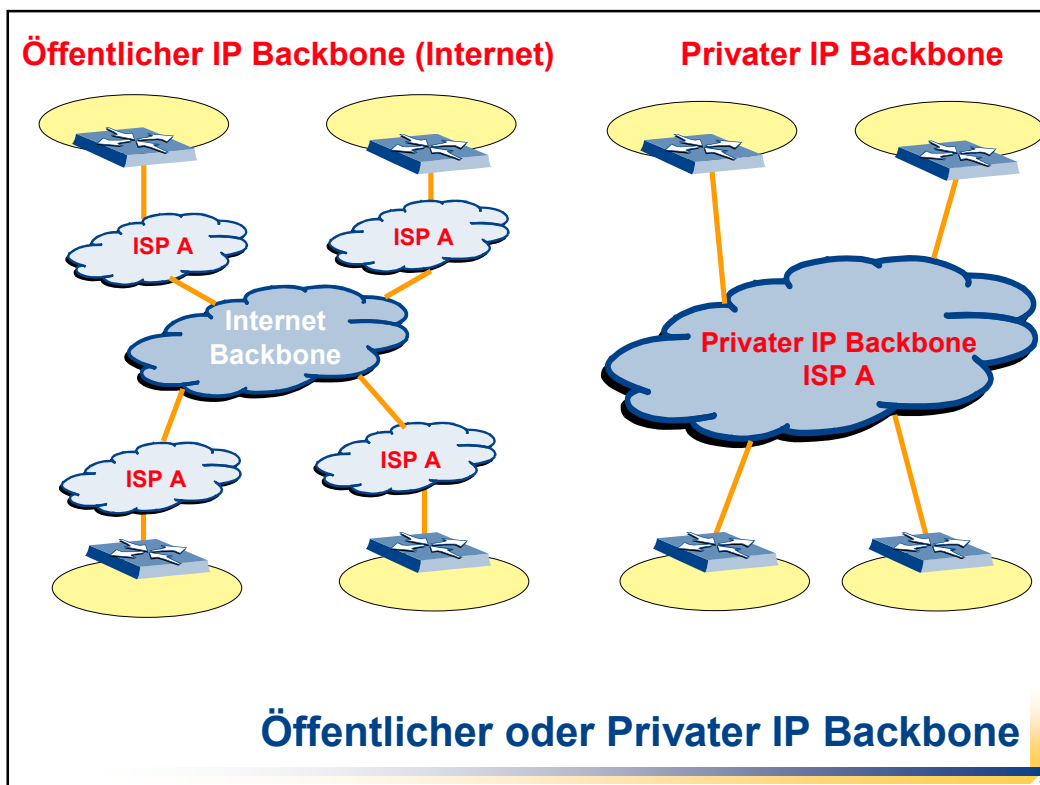 Öffentlicher IP Backbone (Internet)
Privater IP Backbone
ISP A
ISP A
Internet
Backbone
Privater IP Backbone
ISP A
ISP A
ISP A
Öffentlicher oder Privater IP Backbone